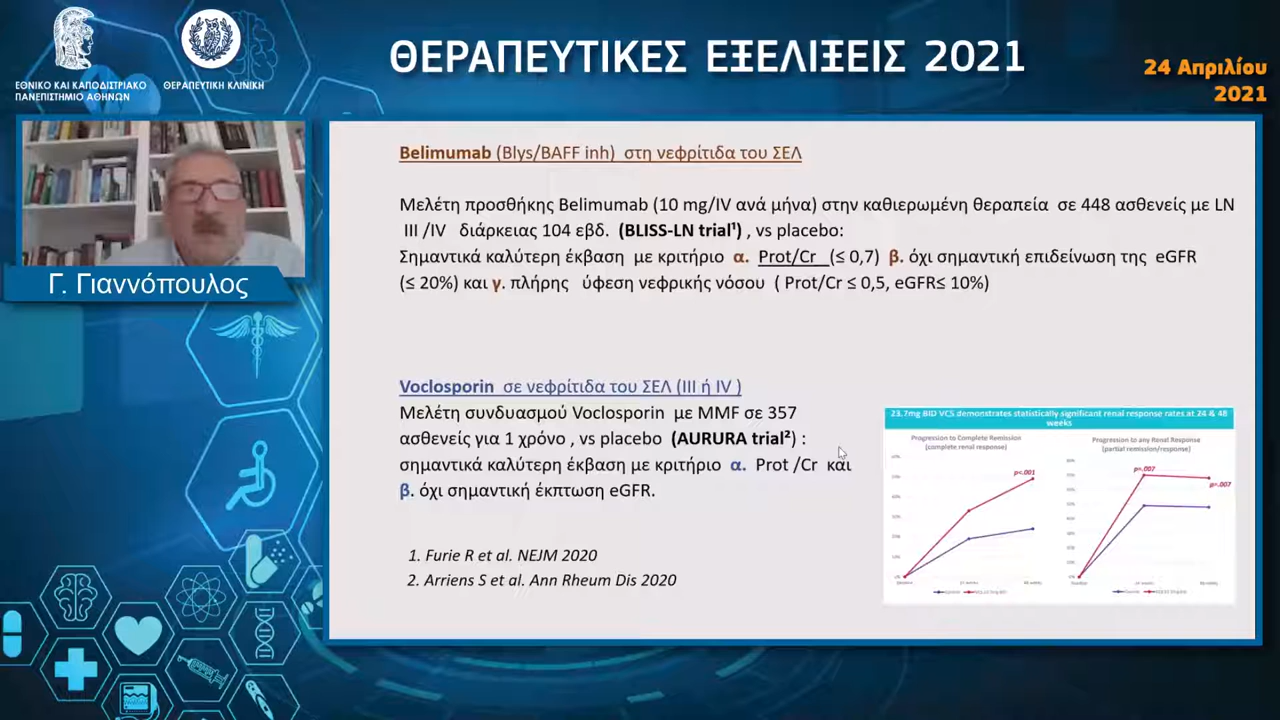 ΕΘΝΙΚΟ ΚΑΙ ΚΑΠΟΔΙΣΤΡΙΑΚΟ
ΠΑΝΕΠΙΣΤΗΜΙΟ ΑΘΗΝΩΝ
ΘΕΡΑΠΕΥΤΙΚΗ ΚΛΙΝΙΚΗ
ΘΕΡΑΠΕΥΤΙΚΕΣ ΕΞΕΛΙΞΕΙΣ 2021
24 Απριλίου
2021
Γ. Γιαννόπουλος
Belimumab (Blys/BAFF inh) στη νεφρίτιδα του ΣΕΛ
Μελέτη προσθήκης Belimumab (10 mg/IV ανά μήνα) στην καθιερωμένη θεραπεία σε 448 ασθενείς με LN
III /IV διάρκειας 104 εβδ. (BLISS-LN trial¹) , vs placebo:
Σημαντικά καλύτερη έκβαση με κριτήριο α. Prot/Cr (≤ 0,7) β. όχι σημαντική επιδείνωση της eGFR
(≤ 20%) και γ. πλήρης ύφεση νεφρικής νόσου ( Prot/Cr ≤ 0,5, eGFR≤ 10%)
Voclosporin σε νεφρίτιδα του ΣΕΛ (III ή IV )
Μελέτη συνδυασμού Voclosporin με MMF σε 357
ασθενείς για 1 χρόνο , vs placebo (AURURA trial²) :
σημαντικά καλύτερη έκβαση με κριτήριο α. Prot /Cr και
β. όχι σημαντική έκπτωση eGFR.
1. Furie R et al. NEJM 2020
2. Arriens S et al. Ann Rheum Dis 2020
23.7mg BID VCS demonstrates statistically significant renal response rates at 24 & 48
weeks
Progression to Complete Remission
(complete renal response)
p<.001
Progression to any Renal Response
(partial remission/response)
p=.007
p=.007